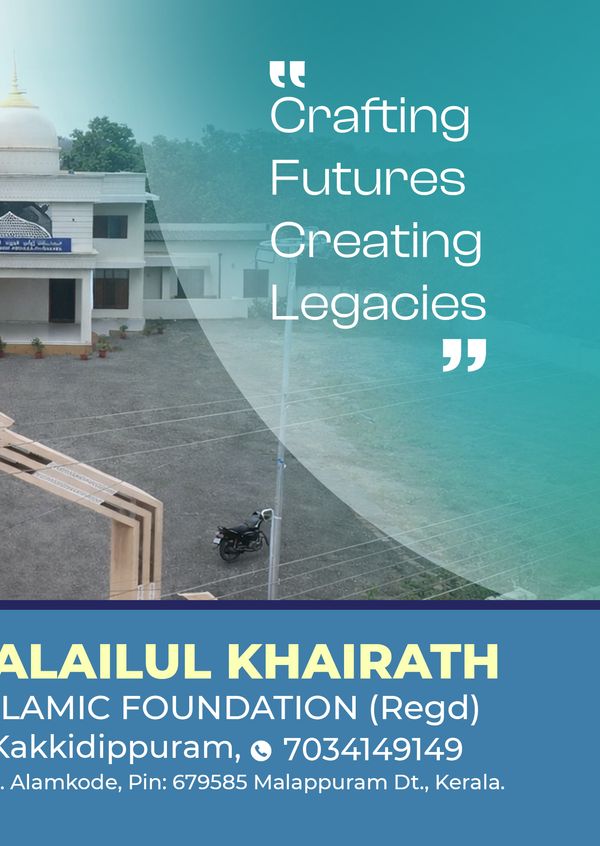 “
Crafting
Futures
Creating
Legacies
”
ALAILUL KHAIRATH
LAMIC FOUNDATION (Regd)
Kakkidippuram, 7034149149
. Alamkode, Pin: 679585 Malappuram Dt., Kerala.